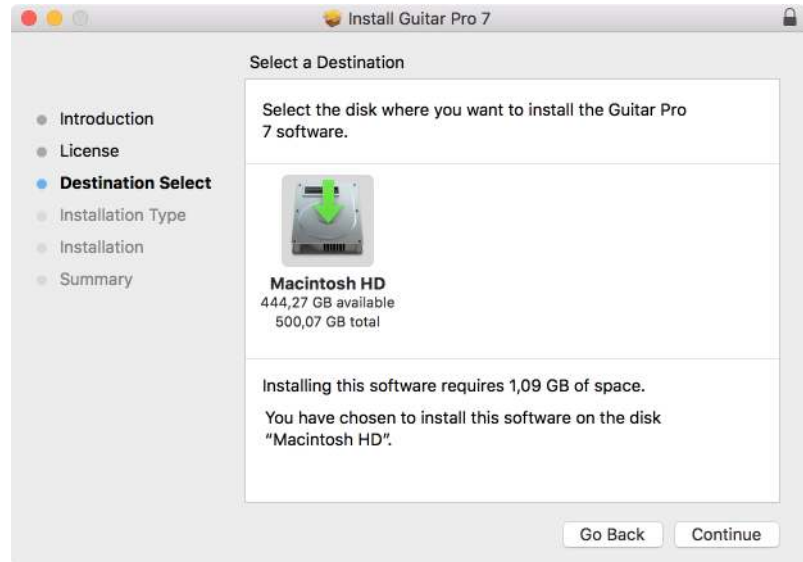 Install Guitar Pro 7
Select a Destination
Introduction
License
Destination Select
Installation Type
Installation
Summary
Select the disk where you want to install the Guitar Pro
7 software.
Macintosh HD
444,27 GB available
500,07 GB total
Installing this software requires 1,09 GB of space.
You have chosen to install this software on the disk
“Macintosh HD”.
Go Back
Continue